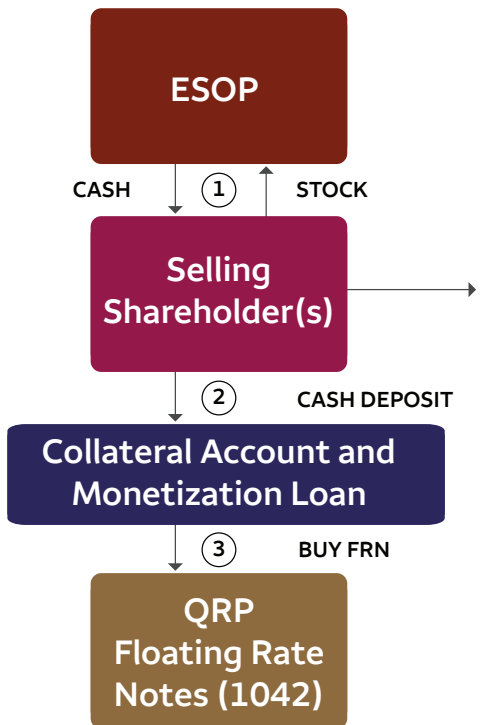 ESOP
CASH 1 STOCK
Selling
Shareholder(s)
2 CASH DEPOSIT
Collateral Account and
Monetization Loan
3 BUY FRN
QRP
Floating Rate
Notes (1042)